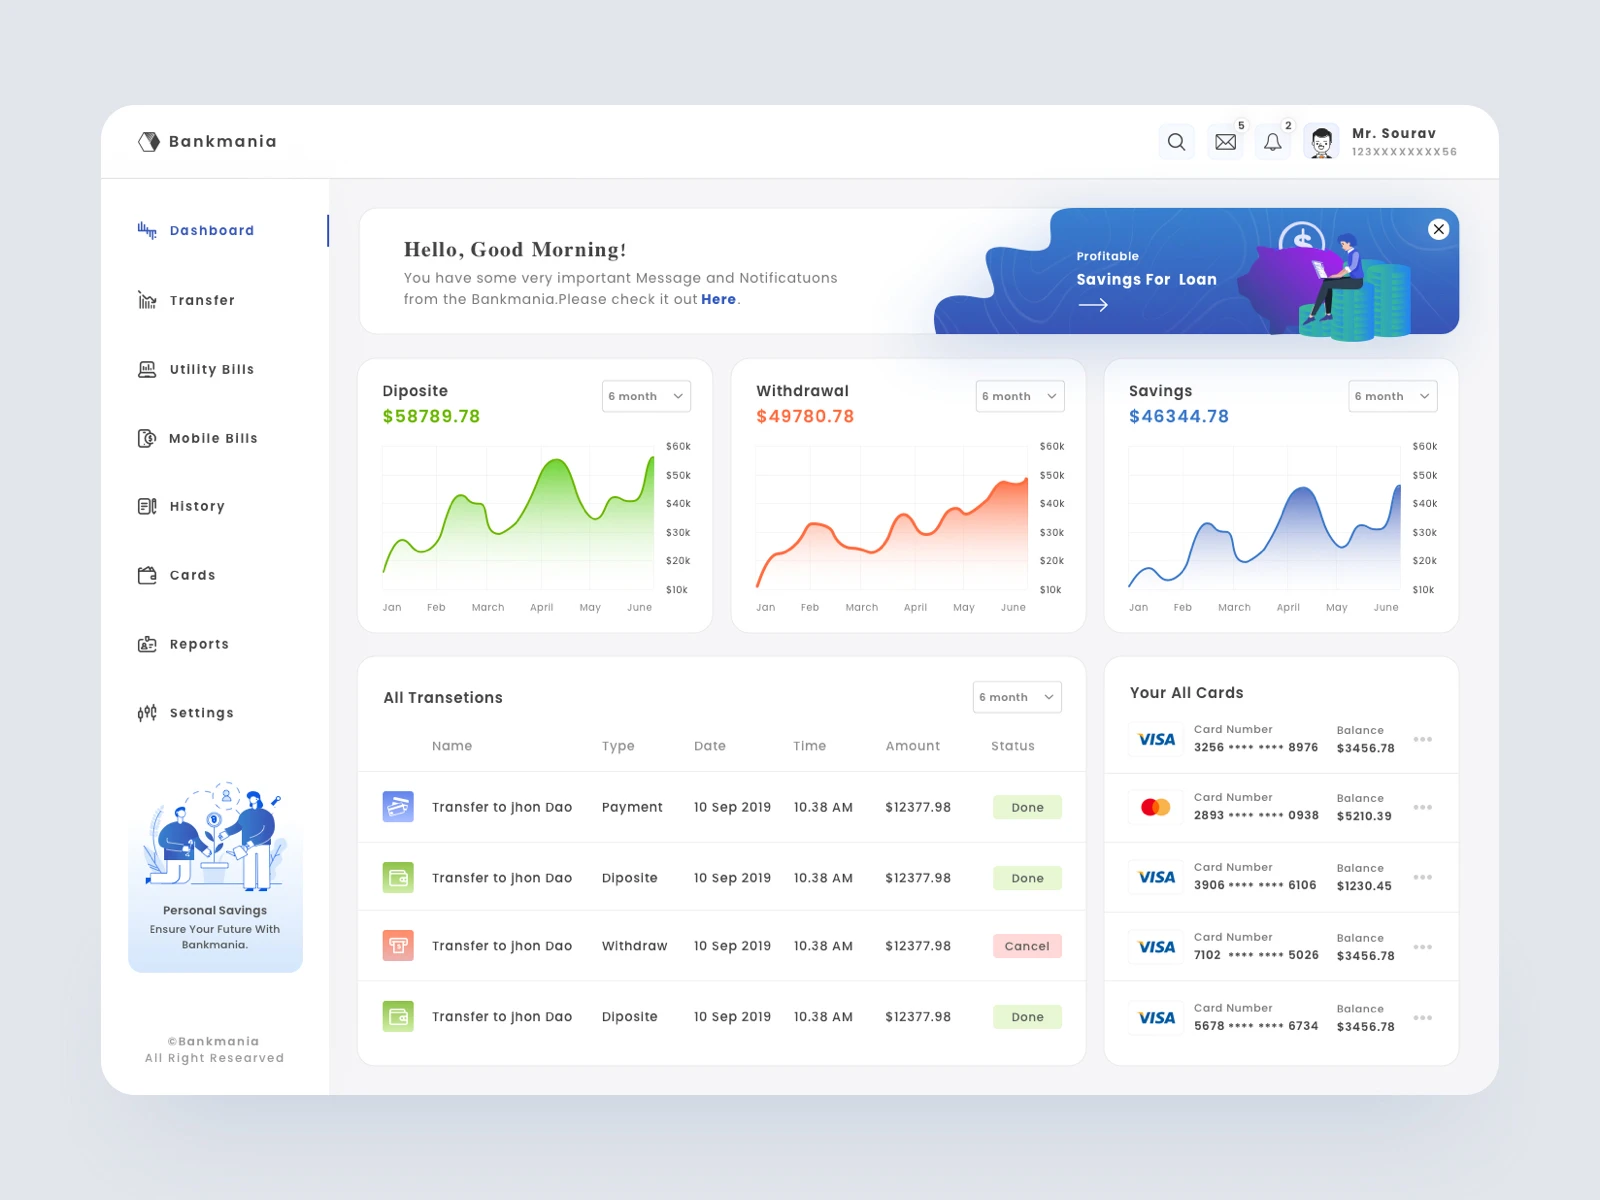 Bankmania
5
2
Mr. Sourav
123XXXXXXXXX56
Dashboard
Transfer
Utility Bills
Mobile Bills
History
Cards
Reports
Settings
Personal Savings
Ensure Your Future With
Bankmania.
©Bankmania
All Right Researved
Hello, Good Morning!
You have some very important Message and Notificatuons
from the Bankmania.Please check it out Here.
Profitable
Savings For Loan
$
Diposite
$58789.78
6 month
$60k
$50k
$40k
$30k
$20k
$10k
Jan Feb March April May June
Withdrawal
$49780.78
6 month
$60k
$50k
$40k
$30k
$20k
$10k
Jan Feb March April May June
Savings
$46344.78
6 month
$60k
$50k
$40k
$30k
$20k
$10k
Jan Feb March April May June
All Transetions
6 month
Name Type Date Time Amount Status
Transfer to jhon Dao Payment 10 Sep 2019 10.38 AM $12377.98 Done
Transfer to jhon Dao Diposite 10 Sep 2019 10.38 AM $12377.98 Done
Transfer to jhon Dao Withdraw 10 Sep 2019 10.38 AM $12377.98 Cancel
Transfer to jhon Dao Diposite 10 Sep 2019 10.38 AM $12377.98 Done
Your All Cards
VISA
Card Number Balance
3256 **** **** 8976 $3456.78
Card Number Balance
2893 **** **** 0938 $5210.39
VISA
Card Number Balance
3906 **** **** 6106 $1230.45
VISA
Card Number Balance
7102 **** **** 5026 $3456.78
VISA
Card Number Balance
5678 **** **** 6734 $3456.78